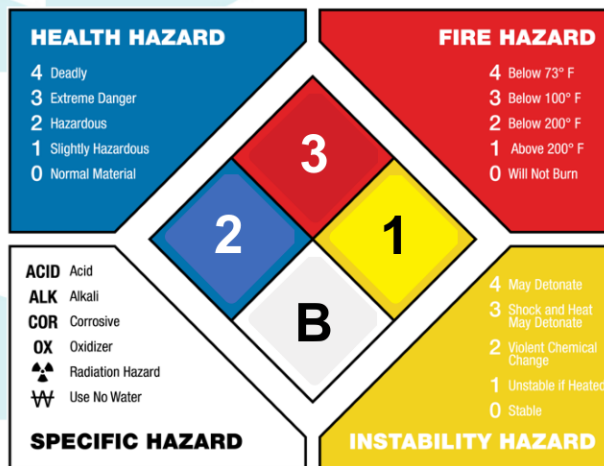 HEALTH HAZARD
4 Deadly
3 Extreme Danger
2 Hazardous
1 Slightly Hazardous
0 Normal Material
FIRE HAZARD
4 Below 73° F
3 Below 100° F
2 Below 200° F
1 Above 200° F
0 Will Not Burn
3
2
1
B
ACID Acid
ALK Alkali
COR Corrosive
OX Oxidizer
Radiation Hazard
W Use No Water
SPECIFIC HAZARD
4 May Detonate
3 Shock and Heat
May Detonate
2 Violent Chemical
Change
1 Unstable if Heated
0 Stable
INSTABILITY HAZARD